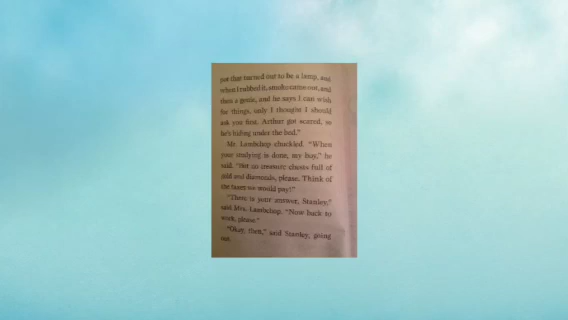 pot that turned out to be a lamp, and
when I rubbed it, smoke came out, and
then a genie, and he says I can wish
for things, only I thought I should
ask you first. Arthur got scared, so
he's hiding under the bed."
Mr. Lambchop chuckled. "When
your studying is done, my boy," he
said. "But no treasure chests full of
gold and diamonds, please. Think of
the taxes we would pay!"
"There is your answer, Stanley,"
said Mrs. Lambchop. "Now back to
work, please."
"Okay, then," said Stanley, going
out.